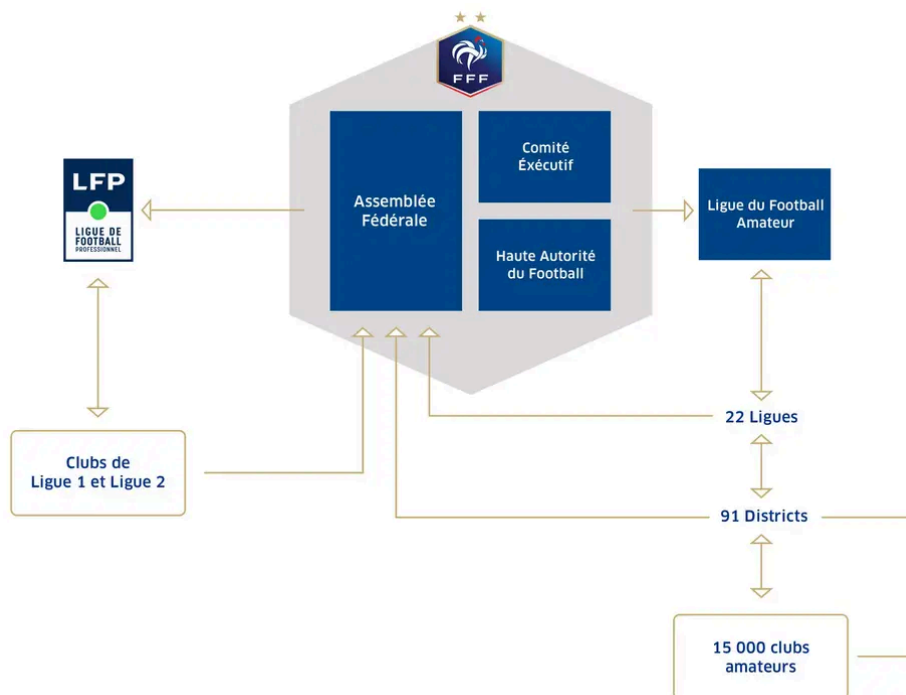 FFF
Assemblée
Fédérale
Comité
Éxécutif
Haute Autorité
du Football
LFP
LIGUE DE
FOOTBALL
PROFESSIONNEL
Ligue du Football
Amateur
22 Ligues
Clubs de
Ligue 1 et Ligue 2
91 Districts
15 000 clubs
amateurs